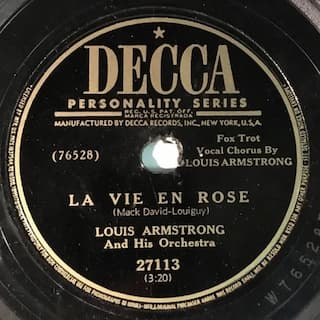 DECCA
PERSONALITY SERIES
REG. U.S. PAT. OFF.
MARCA REGISTRADA
MANUFACTURED BY DECCA RECORDS, INC., NEW YORK, U.S.A.
Fox Trot
(76528)
Vocal Chorus By
LOUIS ARMSTRONG
LA VIE EN ROSE
(Mack David-Louiguy)
LOUIS ARMSTRONG
And His Orchestra
27113
(3:20)
W 76528